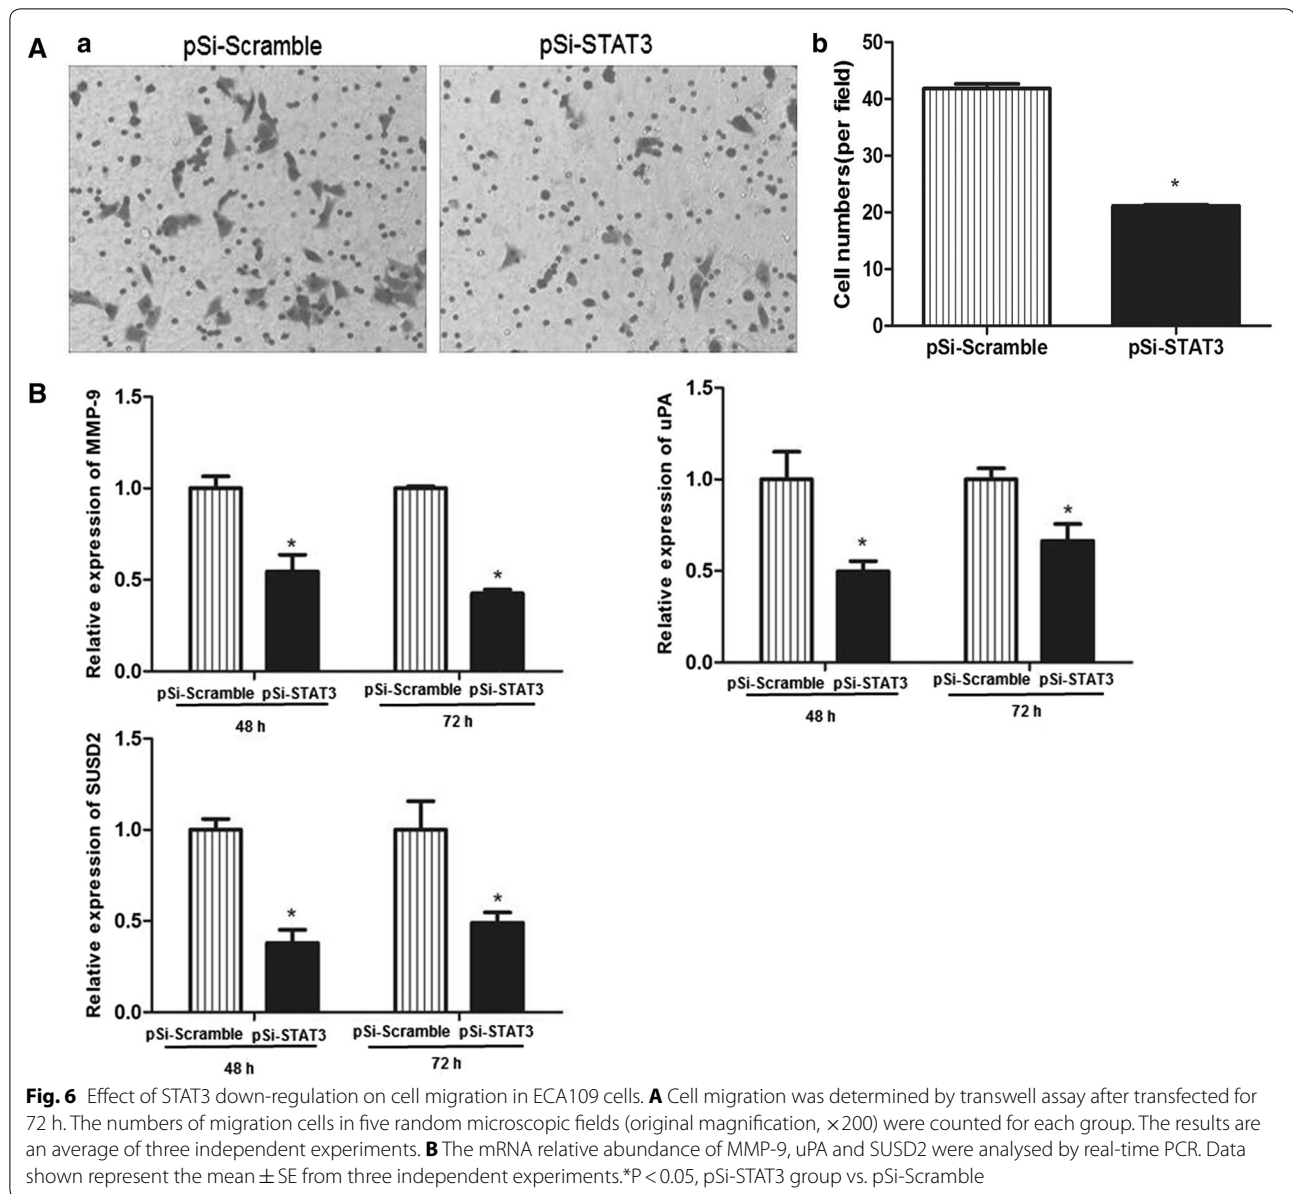 A
a
pSi-Scramble
pSi-STAT3
b
Cell numbers(per field)
50
40
30
20
10
0
*
pSi-Scramble
pSi-STAT3
B
Relative expression of MMP-9
1.5
1.0
0.5
0.0
*
*
pSi-Scramble pSi-STAT3
pSi-Scramble pSi-STAT3
48 h
72 h
Relative expression of uPA
1.5
1.0
0.5
0.0
*
*
pSi-Scramble pSi-STAT3
pSi-Scramble pSi-STAT3
48 h
72 h
Relative expression of SUSD2
1.5
1.0
0.5
0.0
*
*
pSi-Scramble pSi-STAT3
pSi-Scramble pSi-STAT3
48 h
72 h
Fig. 6 Effect of STAT3 down-regulation on cell migration in ECA109 cells. A Cell migration was determined by transwell assay after transfected for
72 h. The numbers of migration cells in five random microscopic fields (original magnification, ×200) were counted for each group. The results are
an average of three independent experiments. B The mRNA relative abundance of MMP-9, uPA and SUSD2 were analysed by real-time PCR. Data
shown represent the mean ± SE from three independent experiments.*P < 0.05, pSi-STAT3 group vs. pSi-Scramble